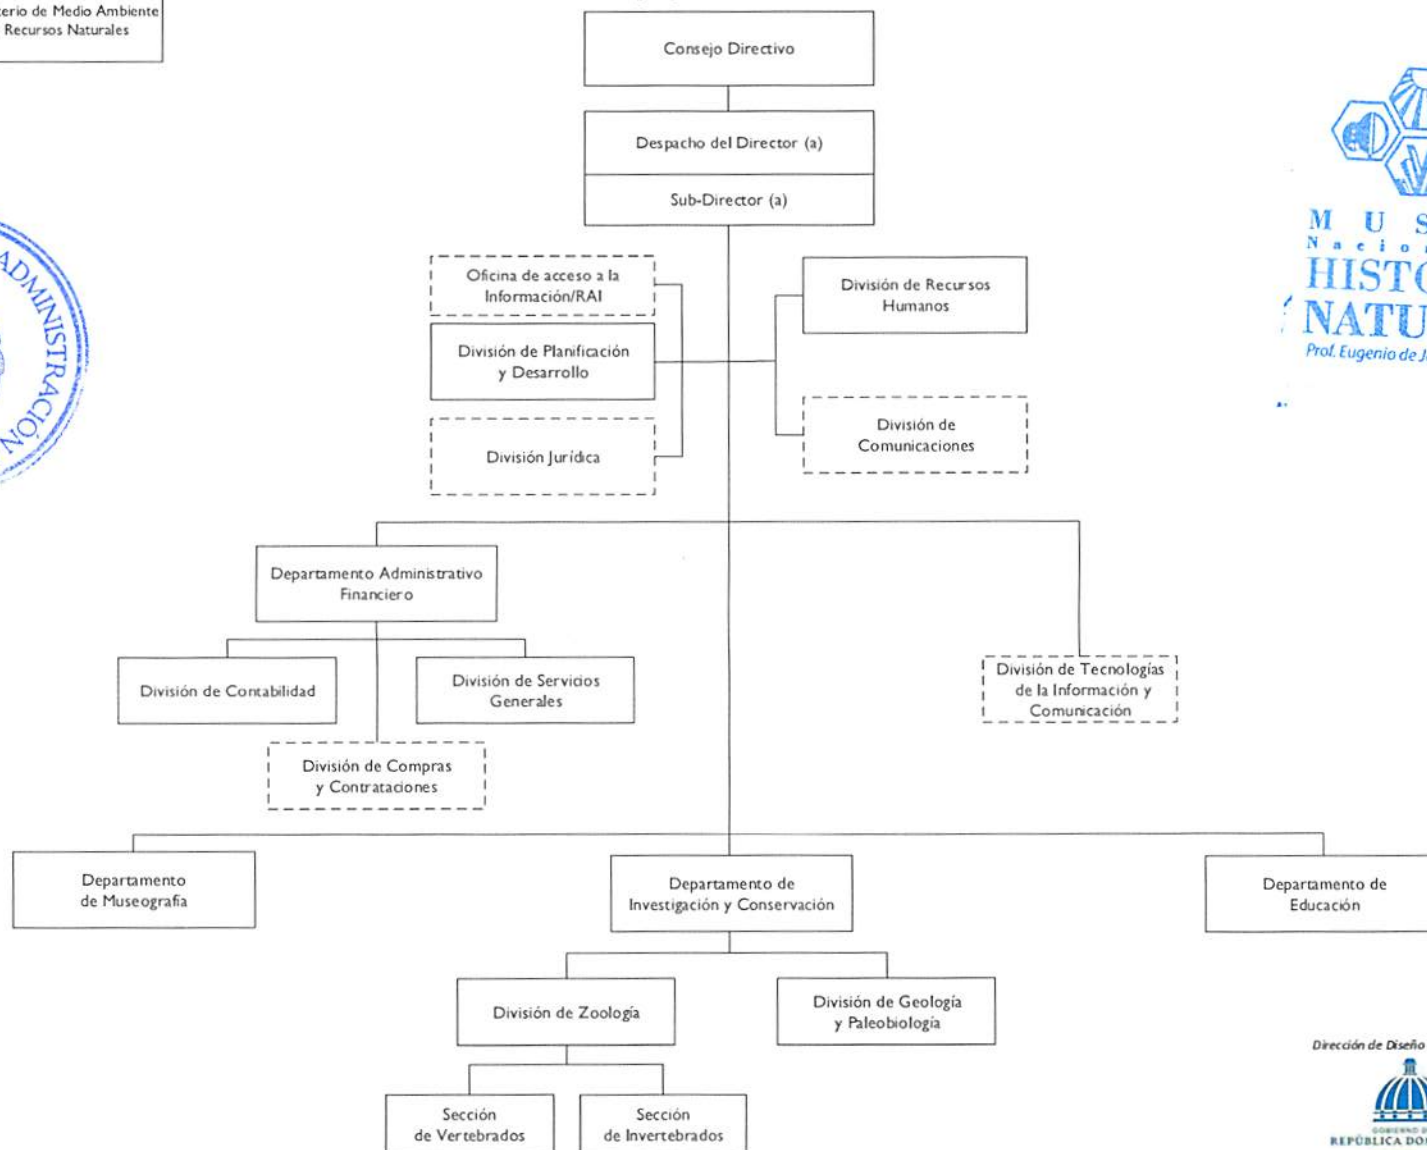 de Medio Ambiente
Recursos Naturales
Consejo Directivo
Despacho del Director (a)
Sub-Director (a)
Oficina de acceso a la
Información/RAI
División de Recursos
Humanos
División de Planificación
y Desarrollo
División Jurídica
División de
Comunicaciones
ADMINISTRACIÓN
M U S
N a c i o
HISTÓ
NATU
Prof. Eugenio de J
Departamento Administrativo
Financiero
División de Contabilidad
División de Servicios
Generales
División de Tecnologías
de la Información y
Comunicación
División de Compras
y Contrataciones
Departamento
de Museografía
Departamento de
Investigación y Conservación
Departamento de
Educación
División de Zoología
División de Geología
y Paleobiología
Sección
de Vertebrados
Sección
de Invertebrados
Dirección de Diseño
GOBIERNO D
REPÚBLICA DO